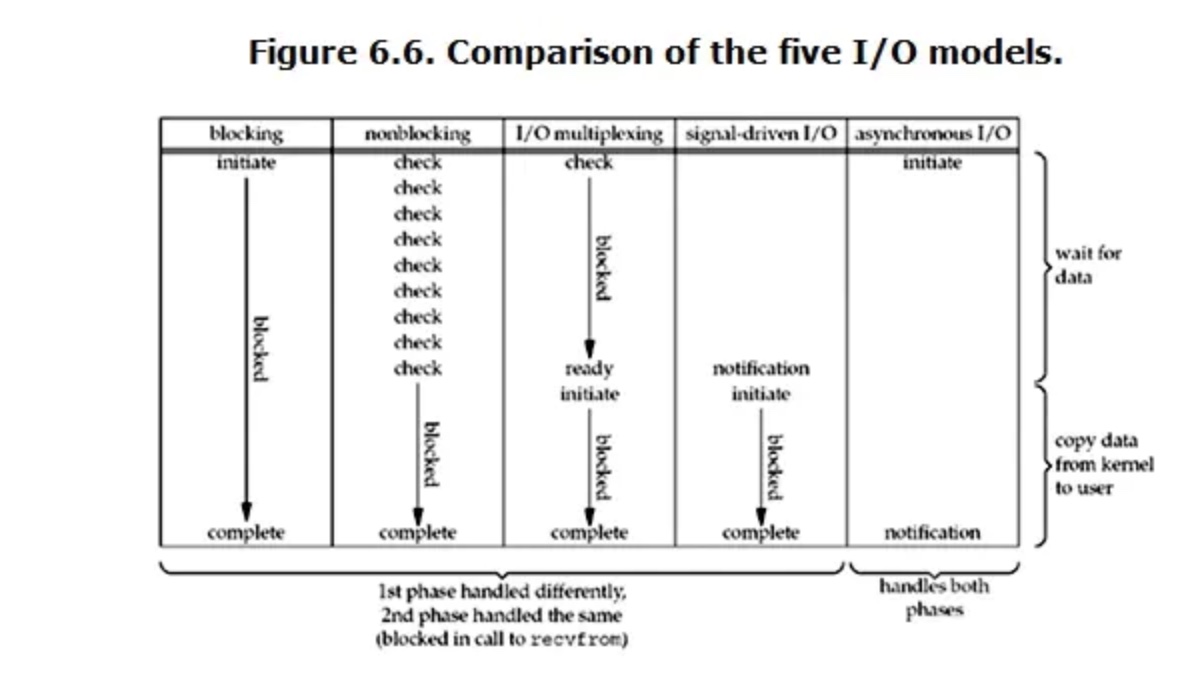 Figure 6.6. Comparison of the five I/O models.
blocking nonblocking I/O multiplexing signal-driven I/O asynchronous I/O
initiate check check initiate
check
check
check
check
check
check
check
check ready notification
initiate initiate
blocked
blocked
blocked
blocked
blocked
complete complete complete complete notification
wait for
data
copy data
from kernel
to user
1st phase handled differently,
2nd phase handled the same
(blocked in call to recvfrom)
handles both
phases